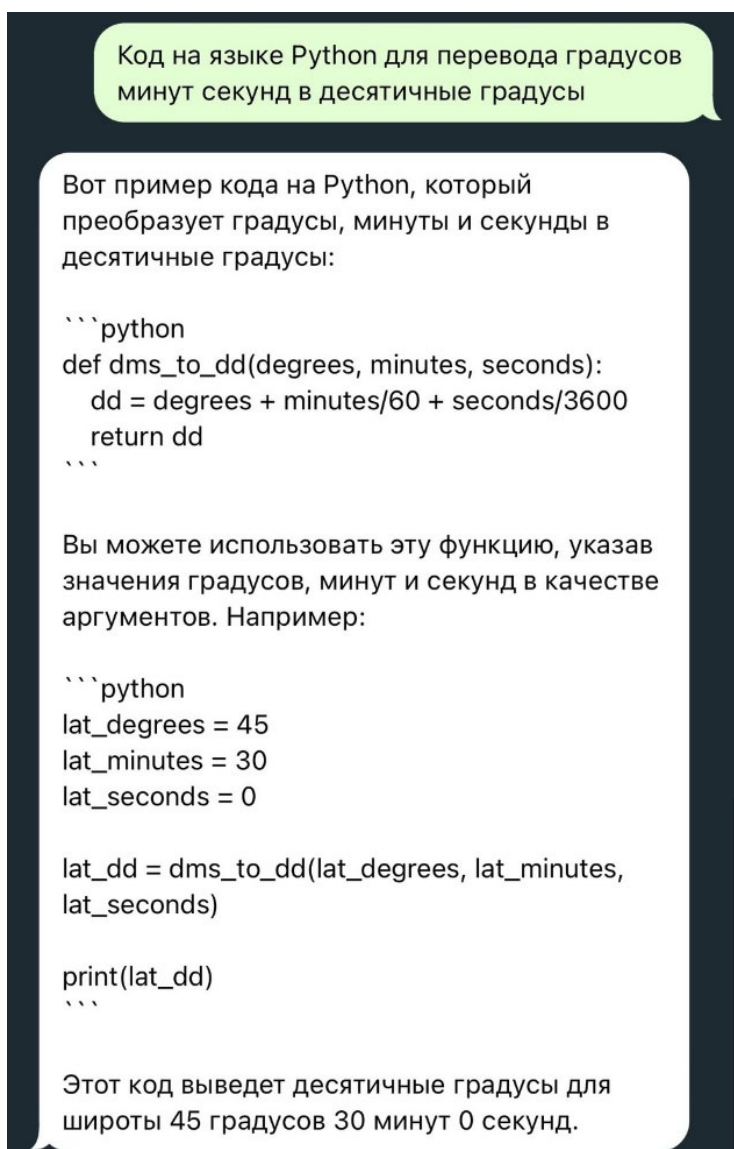 Код на языке Python для перевода градусов
минут секунд в десятичные градусы
Вот пример кода на Python, который
преобразует градусы, минуты и секунды в
десятичные градусы:
```python
def dms_to_dd(degrees, minutes, seconds):
dd = degrees + minutes/60 + seconds/3600
return dd
```
Вы можете использовать эту функцию, указав
значения градусов, минут и секунд в качестве
аргументов. Например:
```python
lat_degrees = 45
lat_minutes = 30
lat_seconds = 0
lat_dd = dms_to_dd(lat_degrees, lat_minutes,
lat_seconds)
print(lat_dd)
```
Этот код выведет десятичные градусы для
широты 45 градусов 30 минут 0 секунд.